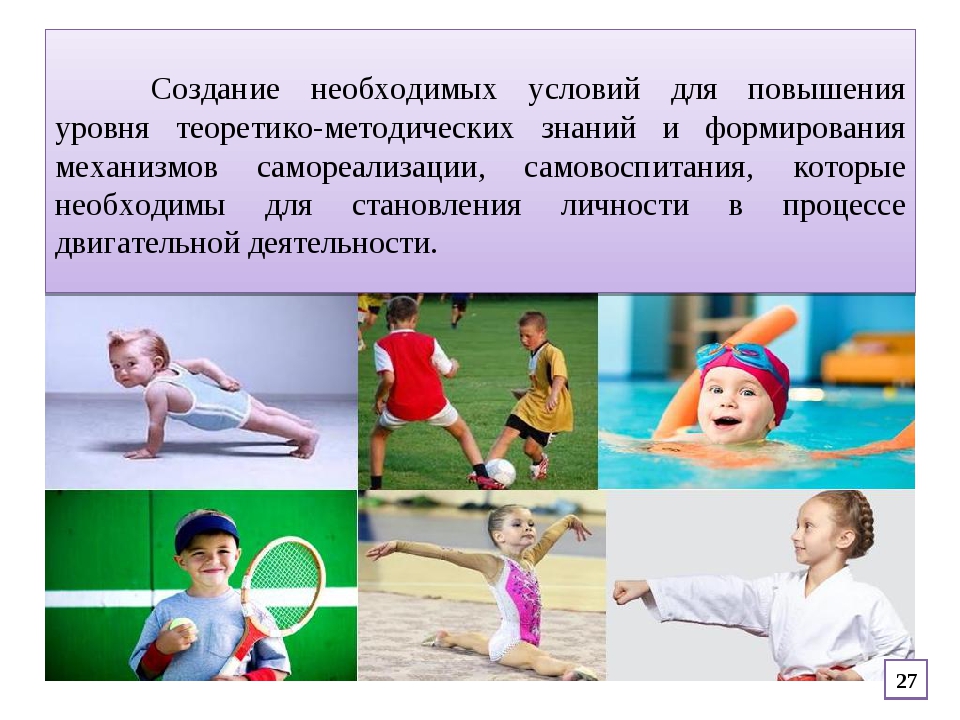 Создание необходимых условий для повышения
уровня теоретико-методических знаний и формирования
механизмов самореализации, самовоспитания, которые
необходимы для становления личности в процессе
двигательной деятельности.
27